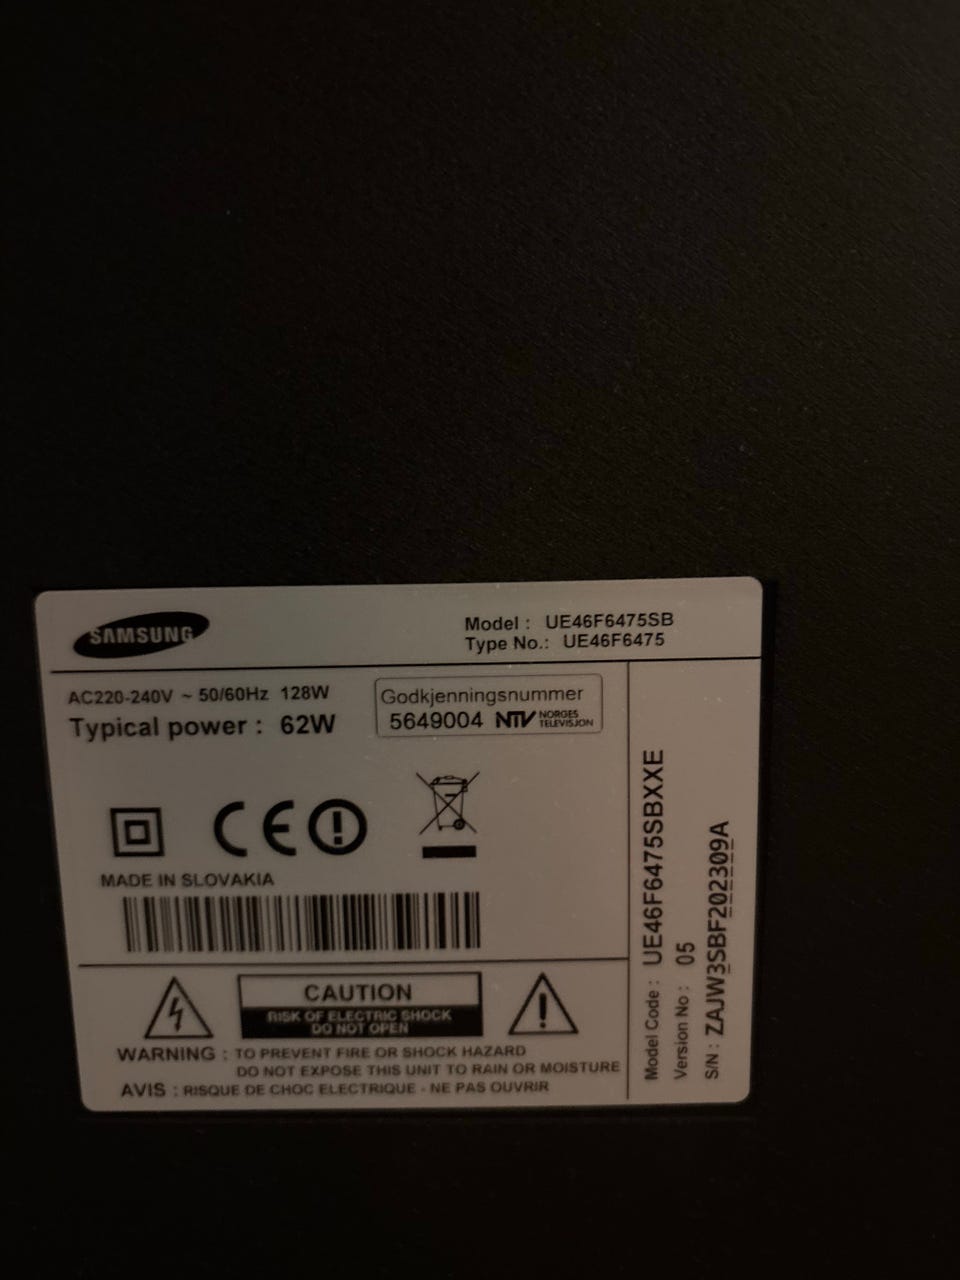 SAMSUNG
Model : UE46F6475SB
Type No.: UE46F6475
AC220-240V ~ 50/60Hz 128W
Typical power : 62W
Godkjenningsnummer
5649004 NTV NORGES TELEVISJON
CE
MADE IN SLOVAKIA
CAUTION
RISK OF ELECTRIC SHOCK
DO NOT OPEN
WARNING : TO PREVENT FIRE OR SHOCK HAZARD
DO NOT EXPOSE THIS UNIT TO RAIN OR MOISTURE
AVIS : RISQUE DE CHOC ELECTRIQUE - NE PAS OUVRIR
Model Code : UE46F6475SBXXE
Version No : 05
S/N : ZAJW3SBF202309A